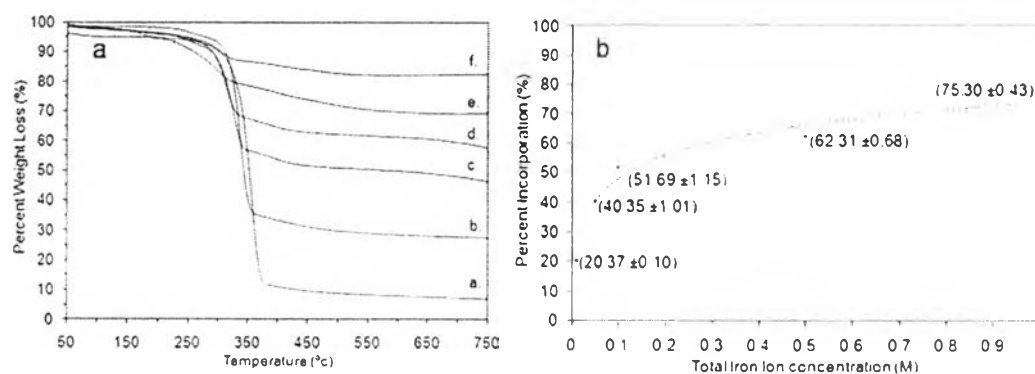 a
Percent Weight Loss (%)
100
90
80
70
60
50
40
30
20
10
0
f.
e.
d.
c.
b.
a.
50 150 250 350 450 550 650 750
Temperature (°c)
b
Percent Incorporation (%)
100
90
80
70
60
50
40
30
20
10
0
(75.30 ±0.43)
(62 31 ±0.68)
(51 69 ±1 15)
(40 35 ±1 01)
(20 37 ±0 10)
0 0 1 0 2 0 3 0 4 0 5 0 6 0 7 0 8 0 9
Total Iron Ion concentration (M)